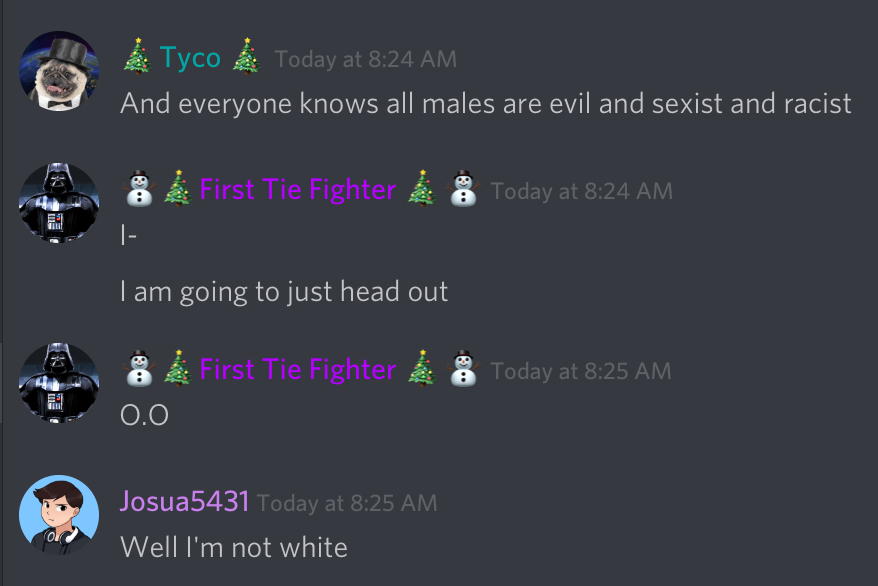 🎄 Tyco 🎄 Today at 8:24 AM
And everyone knows all males are evil and sexist and racist
⛄🎄 First Tie Fighter 🎄⛄ Today at 8:24 AM
I-
I am going to just head out
⛄🎄 First Tie Fighter 🎄⛄ Today at 8:25 AM
O.O
Josua5431 Today at 8:25 AM
Well I'm not white